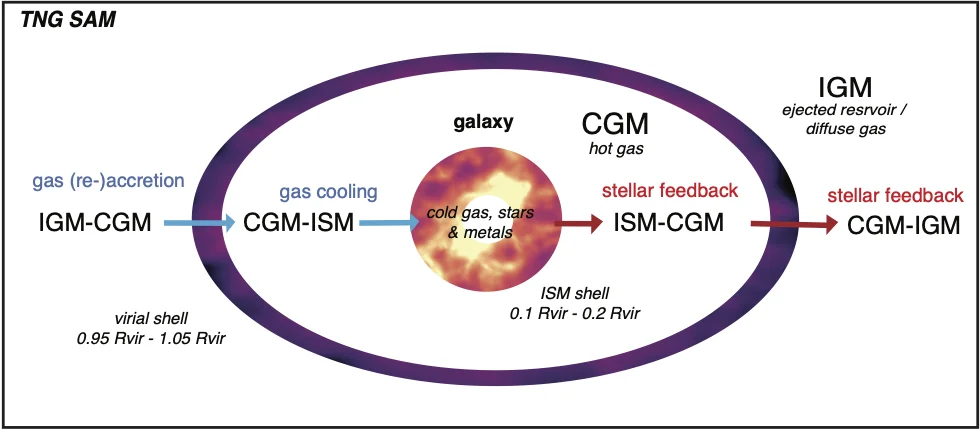 TNG SAM
IGM
ejected resrvoir /
diffuse gas
galaxy
CGM
hot gas
gas (re-)accretion
IGM-CGM
gas cooling
CGM-ISM
cold gas, stars
& metals
stellar feedback
ISM-CGM
stellar feedback
CGM-IGM
virial shell
0.95 Rvir - 1.05 Rvir
ISM shell
0.1 Rvir - 0.2 Rvir